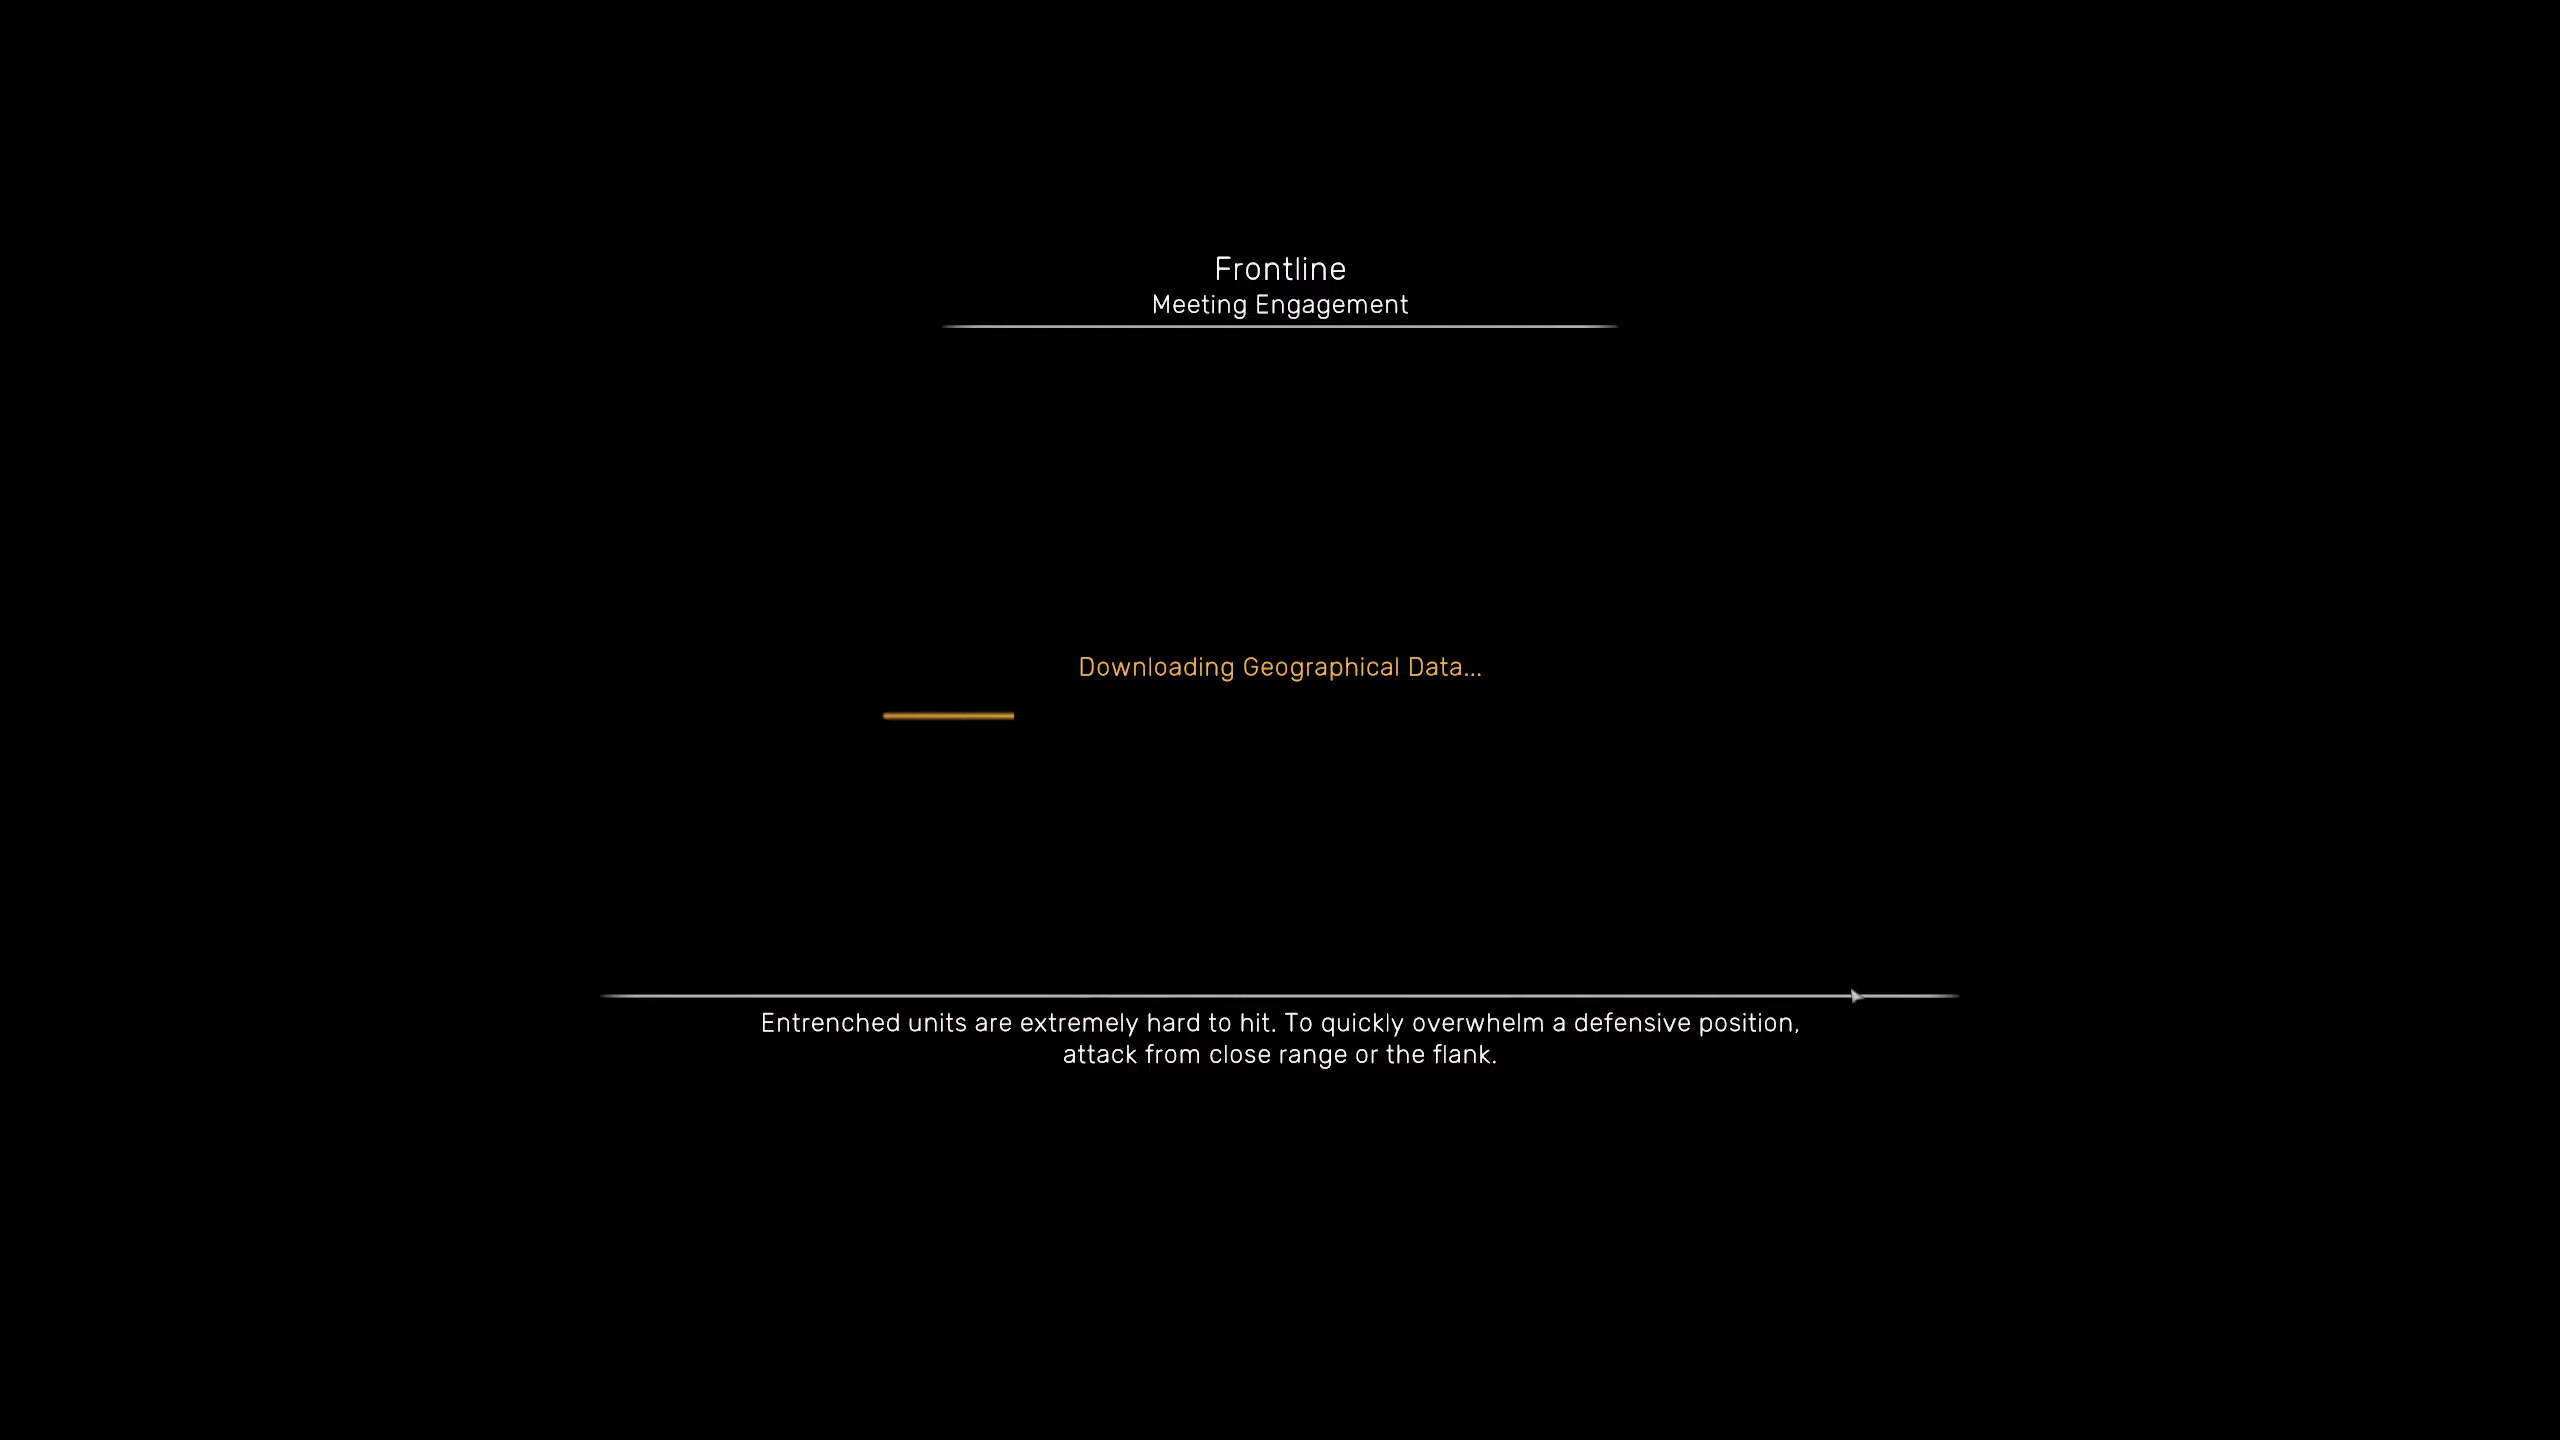 Frontline
Meeting Engagement
Downloading Geographical Data...
Entrenched units are extremely hard to hit. To quickly overwhelm a defensive position,
attack from close range or the flank.